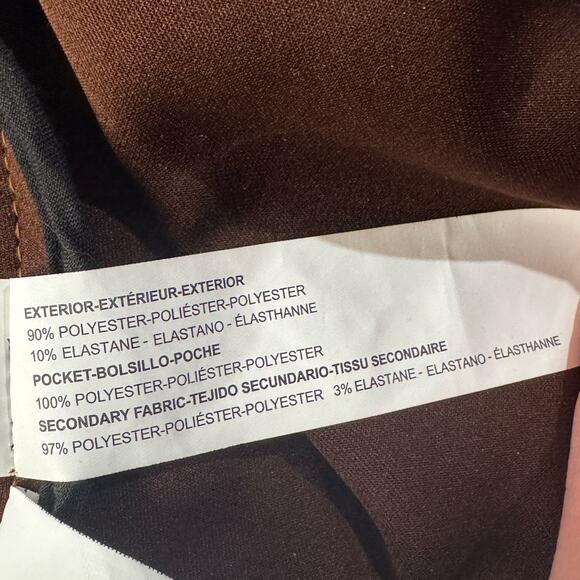 EXTERIOR-EXTÉRIEUR-EXTERIOR
90% POLYESTER-POLIÉSTER-POLYESTER
10% ELASTANE - ELASTANO - ÉLASTHANNE
POCKET-BOLSILLO-POCHE
100% POLYESTER-POLIÉSTER-POLYESTER
SECONDARY FABRIC-TEJIDO SECUNDARIO-TISSU SECONDAIRE
97% POLYESTER-POLIÉSTER-POLYESTER 3% ELASTANE - ELASTANO - ÉLASTHANNE